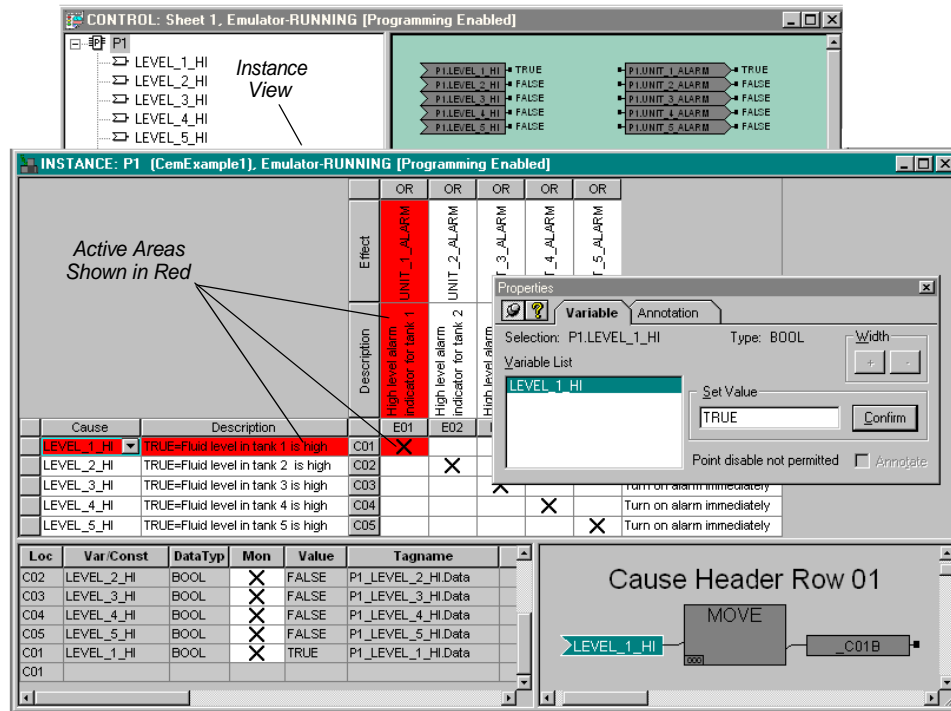 CONTROL: Sheet 1, Emulator-RUNNING [Programming Enabled]
P1
LEVEL_1_HI
LEVEL_2_HI
LEVEL_3_HI
LEVEL_4_HI
LEVEL_5_HI
Instance
View
P1.LEVEL_1_HI TRUE
P1.LEVEL_2_HI FALSE
P1.LEVEL_3_HI FALSE
P1.LEVEL_4_HI FALSE
P1.LEVEL_5_HI FALSE
P1.UNIT_1_ALARM TRUE
P1.UNIT_2_ALARM FALSE
P1.UNIT_3_ALARM FALSE
P1.UNIT_4_ALARM FALSE
P1.UNIT_5_ALARM FALSE
INSTANCE: P1 (CemExample1), Emulator-RUNNING [Programming Enabled]
OR OR OR OR OR
Active Areas
Shown in Red
Effect
UNIT_1_ALARM
UNIT_2_ALARM
_3_ALARM
_4_ALARM
_5_ALARM
Description
High level alarm
indicator for tank 1
High level alarm
indicator for tank 2
High level alarm
Properties
Variable Annotation
Selection: P1.LEVEL_1_HI Type: BOOL
Width
+ -
Variable List
LEVEL_1_HI
Set Value
TRUE
Confirm
Point disable not permitted Annotate
Cause Description E01 E02
LEVEL_1_HI TRUE=Fluid level in tank 1 is high C01 X
LEVEL_2_HI TRUE=Fluid level in tank 2 is high C02 X
LEVEL_3_HI TRUE=Fluid level in tank 3 is high C03 X Turn on alarm immediately
LEVEL_4_HI TRUE=Fluid level in tank 4 is high C04 X Turn on alarm immediately
LEVEL_5_HI TRUE=Fluid level in tank 5 is high C05 X Turn on alarm immediately
Loc Var/Const DataTyp Mon Value Tagname
C02 LEVEL_2_HI BOOL X FALSE P1_LEVEL_2_HI.Data
C03 LEVEL_3_HI BOOL X FALSE P1_LEVEL_3_HI.Data
C04 LEVEL_4_HI BOOL X FALSE P1_LEVEL_4_HI.Data
C05 LEVEL_5_HI BOOL X FALSE P1_LEVEL_5_HI.Data
C01 LEVEL_1_HI BOOL X TRUE P1_LEVEL_1_HI.Data
C01
Cause Header Row 01
MOVE
LEVEL_1_HI
000
_C01B